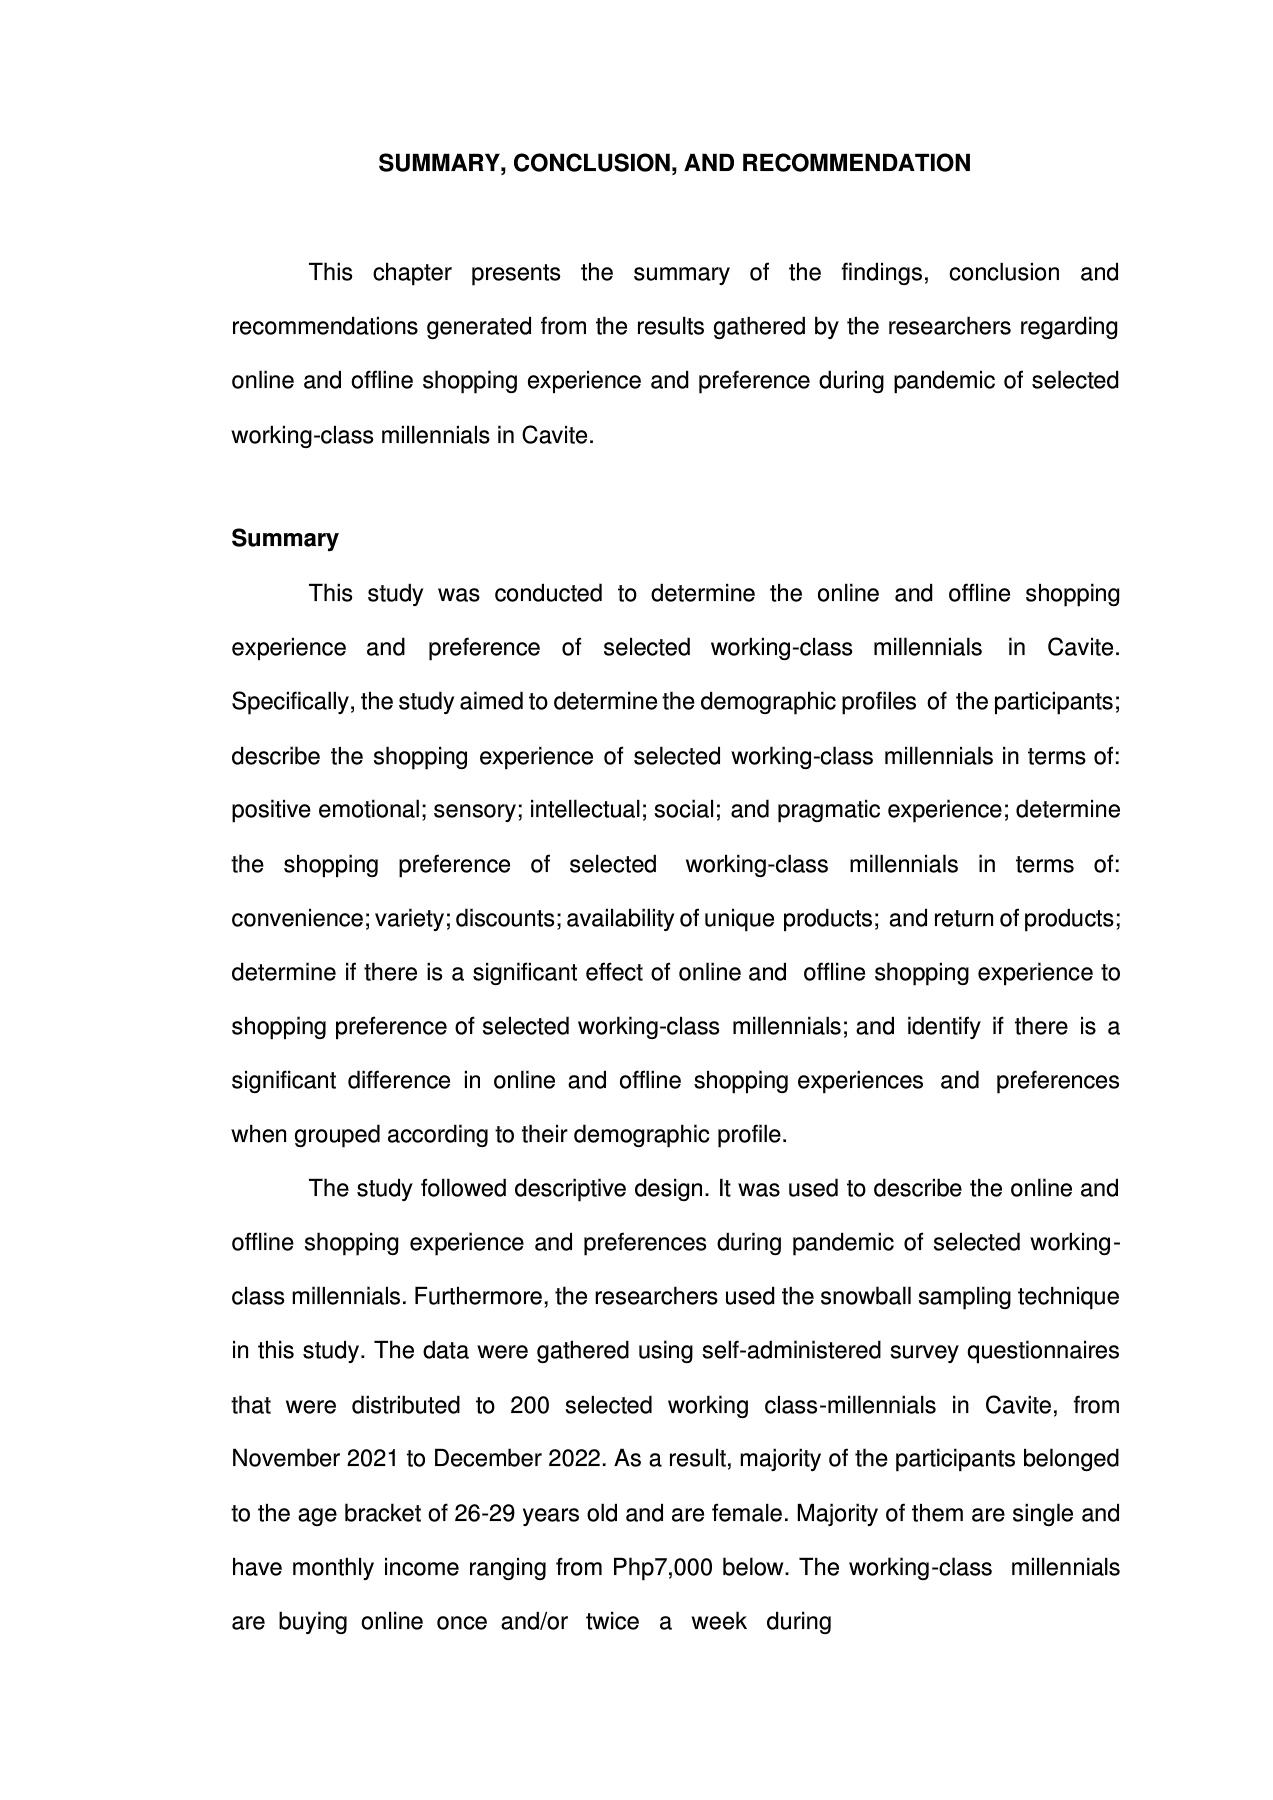 SUMMARY, CONCLUSION, AND RECOMMENDATION
This chapter presents the summary of the findings, conclusion and
recommendations generated from the results gathered by the researchers regarding
online and offline shopping experience and preference during pandemic of selected
working-class millennials in Cavite.
Summary
This study was conducted to determine the online and offline shopping
experience and preference of selected working-class millennials in Cavite.
Specifically, the study aimed to determine the demographic profiles of the participants;
describe the shopping experience of selected working-class millennials in terms of:
positive emotional; sensory; intellectual; social; and pragmatic experience; determine
the shopping preference of selected working-class millennials in terms of:
convenience; variety; discounts; availability of unique products; and return of products;
determine if there is a significant effect of online and offline shopping experience to
shopping preference of selected working-class millennials; and identify if there is a
significant difference in online and offline shopping experiences and preferences
when grouped according to their demographic profile.
The study followed descriptive design. It was used to describe the online and
offline shopping experience and preferences during pandemic of selected working-
class millennials. Furthermore, the researchers used the snowball sampling technique
in this study. The data were gathered using self-administered survey questionnaires
that were distributed to 200 selected working class-millennials in Cavite, from
November 2021 to December 2022. As a result, majority of the participants belonged
to the age bracket of 26-29 years old and are female. Majority of them are single and
have monthly income ranging from Php7,000 below. The working-class millennials
are buying online once and/or twice a week during